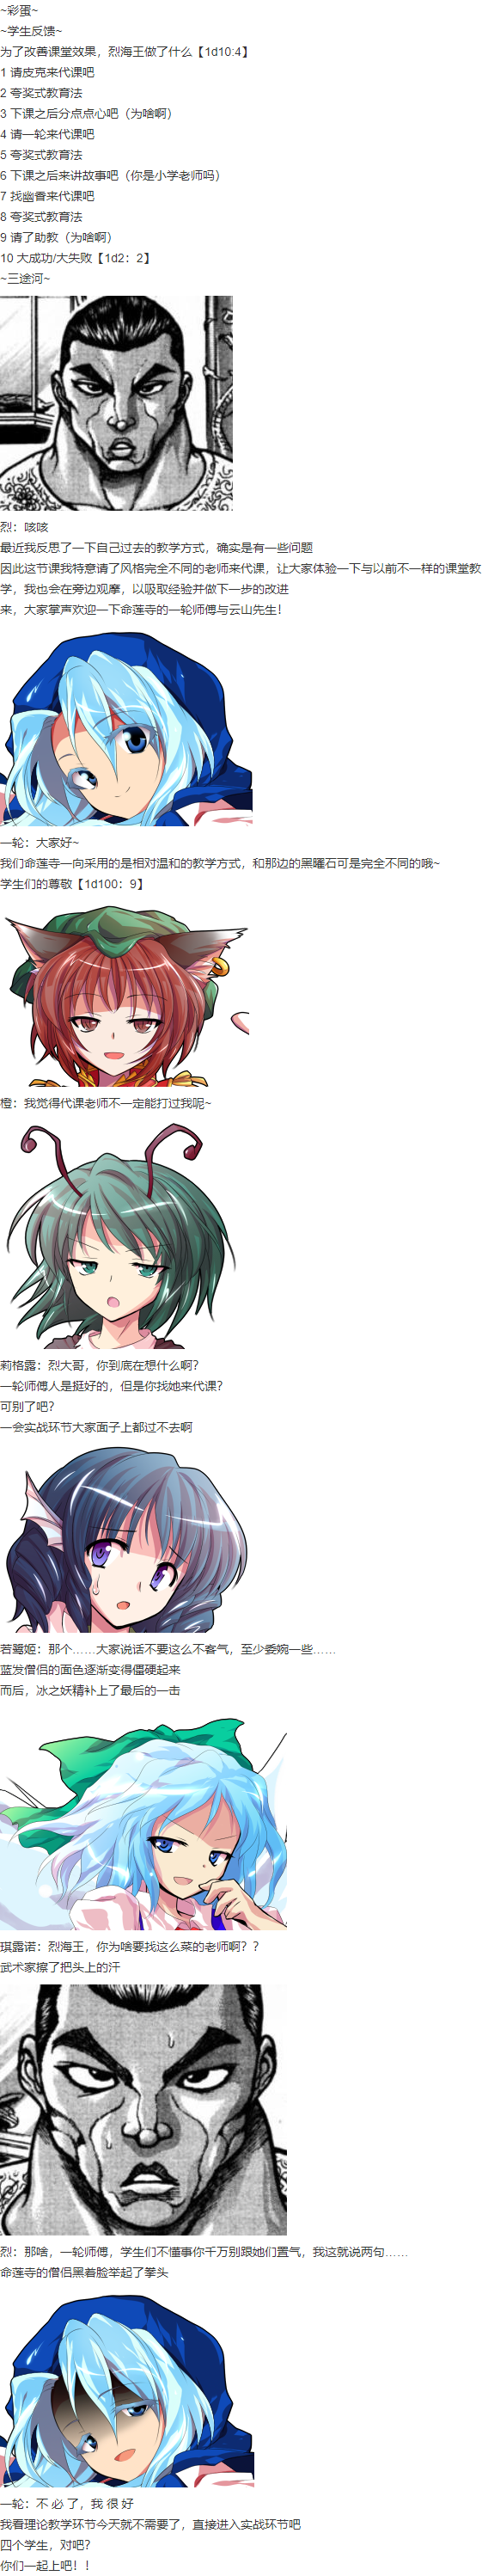 ~彩蛋~
~学生反馈~
为了改善课堂效果，烈海王做了什么【1d10:4】
1 请皮克来代课吧
2 夸奖式教育法
3 下课之后分点点心吧（为啥啊）
4 请一轮来代课吧
5 夸奖式教育法
6 下课之后来讲故事吧（你是小学老师吗）
7 找幽香来代课吧
8 夸奖式教育法
9 请了助教（为啥啊）
10 大成功/大失败【1d2：2】
~三途河~
烈：咳咳
最近我反思了一下自己过去的教学方式，确实是有一些问题
因此这节课我特意请了风格完全不同的老师来代课，让大家体验一下与以前不一样的课堂教
学，我也会在旁边观摩，以吸取经验并做下一步的改进
来，大家掌声欢迎一下命莲寺的一轮师傅与云山先生！
一轮：大家好~
我们命莲寺一向采用的是相对温和的教学方式，和那边的黑曜石可是完全不同的哦~
学生们的尊敬【1d100：9】
橙：我觉得代课老师不一定能打过我呢~
莉格露：烈大哥，你到底在想什么啊？
一轮师傅人是挺好的，但是你找她来代课？
可别了吧？
一会实战环节大家面子上都过不去啊
若鹭姬：那个……大家说话不要这么不客气，至少委婉一些……
蓝发僧侣的面色逐渐变得僵硬起来
而后，冰之妖精补上了最后的一击
琪露诺：烈海王，你为啥要找这么菜的老师啊？？
武术家擦了把头上的汗
烈：那啥，一轮师傅，学生们不懂事你千万别跟她们置气，我这就说两句……
命莲寺的僧侣黑着脸举起了拳头
一轮：不 必 了，我 很 好
我看理论教学环节今天就不需要了，直接进入实战环节吧
四个学生，对吧？
你们一起上吧！！